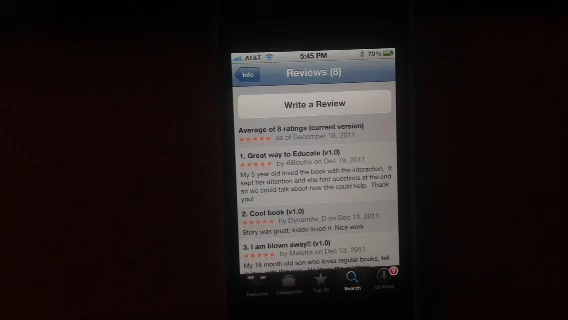 AT&T 5:45 PM 79%
Info Reviews (8)
Write a Review
Average of 8 ratings (current version)
★★★★★ as of December 18, 2011
1. Great way to Educate (v1.0)
★★★★★ by ABoutte on Dec 19, 2011
My 5 year old loved the book with the interaction. It
kept her attention and she had questions at the end
so we could talk about how she could help. Thank
you!
2. Cool book (v1.0)
★★★★★ by Dynamite_D on Dec 13, 2011
Story was great, kiddo loved it. Nice work
3. I am blown away!! (v1.0)
★★★★★ by Malotta on Dec 13, 2011
My 18 month old son who loves regular books, fell
Featured Categories Top 25 Search Updates